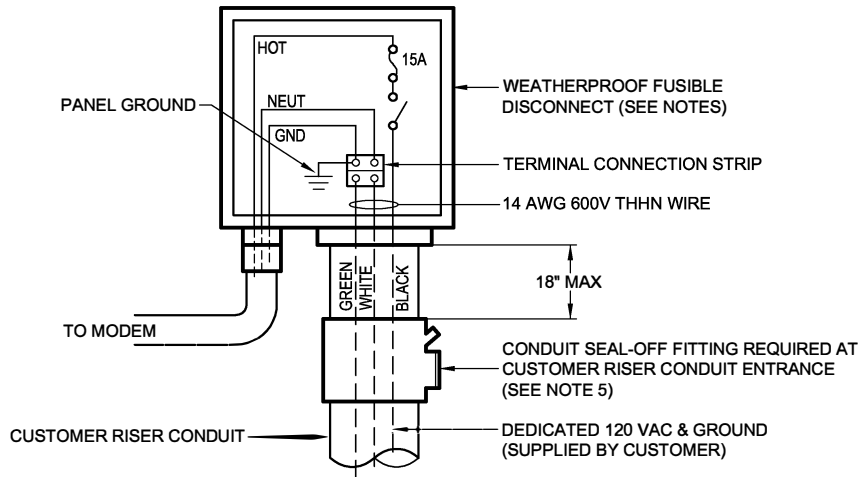 HOT
15A
WEATHERPROOF FUSIBLE
DISCONNECT (SEE NOTES)
PANEL GROUND
NEUT
GND
TERMINAL CONNECTION STRIP
14 AWG 600V THHN WIRE
GREEN
WHITE
BLACK
18" MAX
TO MODEM
CONDUIT SEAL-OFF FITTING REQUIRED AT
CUSTOMER RISER CONDUIT ENTRANCE
(SEE NOTE 5)
CUSTOMER RISER CONDUIT
DEDICATED 120 VAC & GROUND
(SUPPLIED BY CUSTOMER)